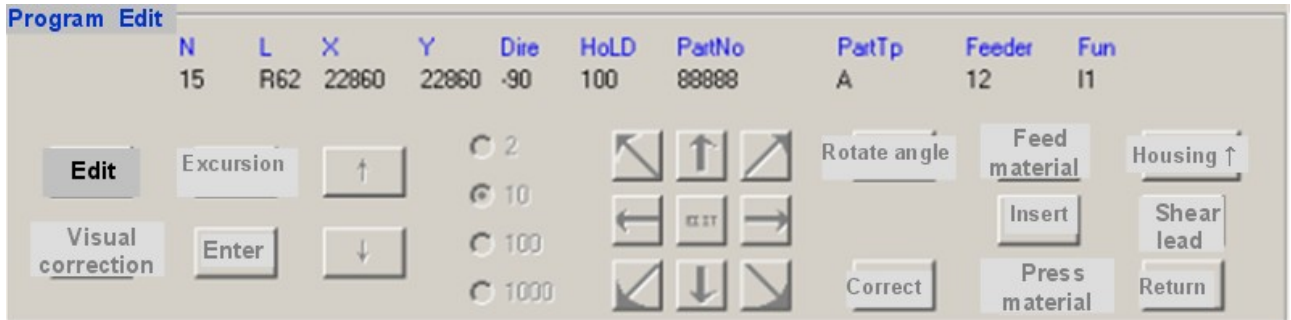 Program Edit
N L X Y Dire HoLD PartNo PartTp Feeder Fun
15 R62 22860 22860 -90 100 88888 A 12 I1
Edit
Excursion
↑
2
10
100
1000
Rotate angle
Feed
material
Housing ↑
Visual
correction
Enter
↓
EXIT
Insert
Shear
lead
Correct
Press
material
Return